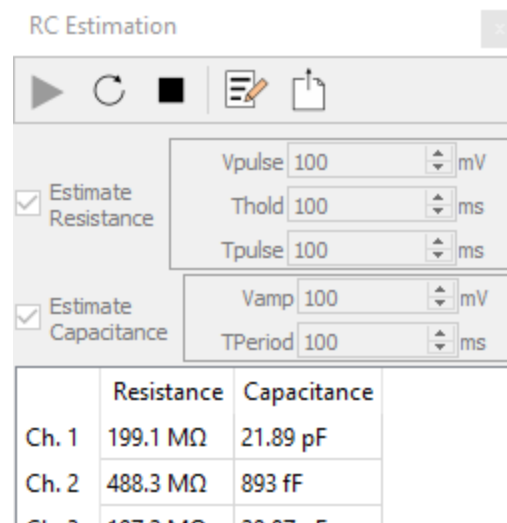 RC Estimation
x
Vpulse 100 mV
Estimate
Resistance
Thold 100 ms
Tpulse 100 ms
Vamp 100 mV
Estimate
Capacitance
TPeriod 100 ms
Resistance Capacitance
Ch. 1 199.1 MΩ 21.89 pF
Ch. 2 488.3 MΩ 893 fF